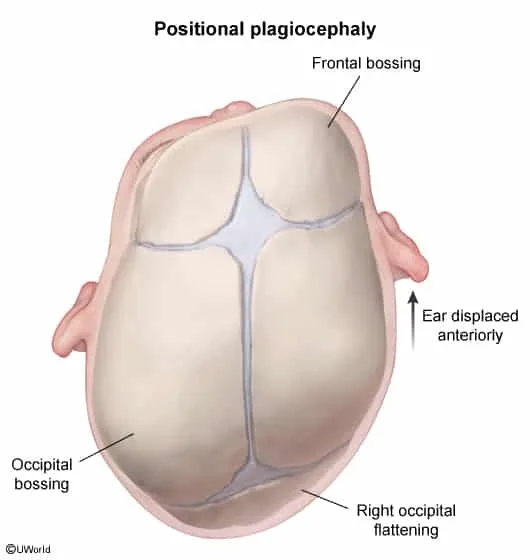 Positional plagiocephaly
Frontal bossing
Ear displaced
anteriorly
Occipital
bossing
Right occipital
flattening
©UWorld